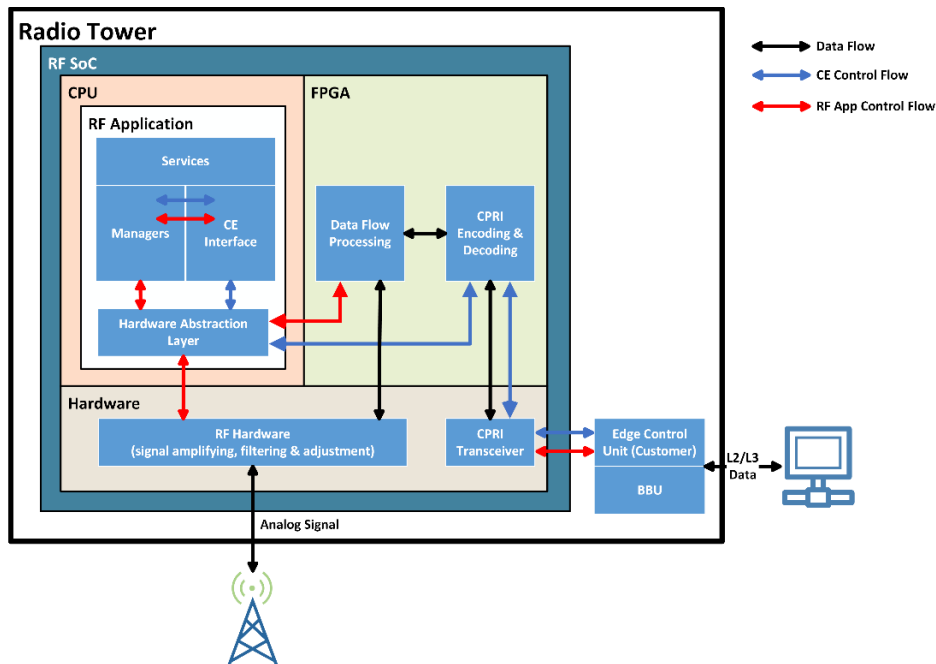 Radio Tower
RF SoC
CPU
FPGA
RF Application
Services
Managers
CE
Interface
Hardware Abstraction
Layer
Data Flow
Processing
CPRI
Encoding &
Decoding
Hardware
RF Hardware
(signal amplifying, filtering & adjustment)
CPRI
Transceiver
Edge Control
Unit (Customer)
BBU
L2/L3
Data
Analog Signal
Data Flow
CE Control Flow
RF App Control Flow